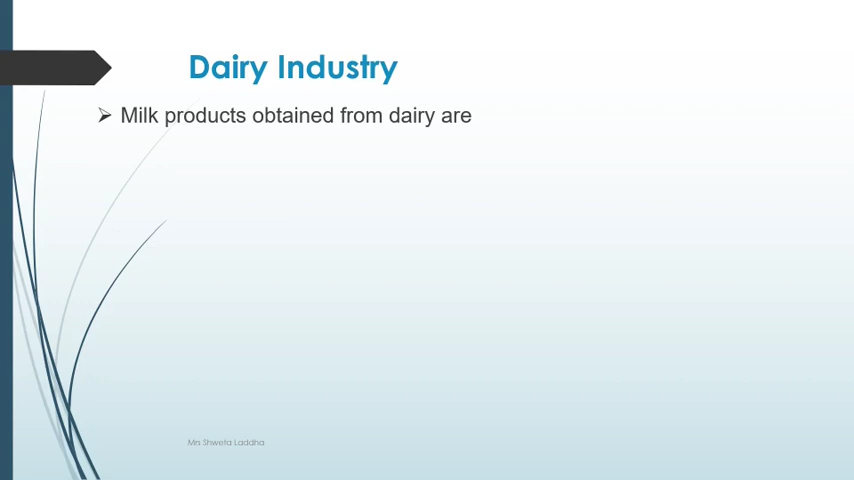 Dairy Industry
Milk products obtained from dairy are
Mrs Shweta Laddha